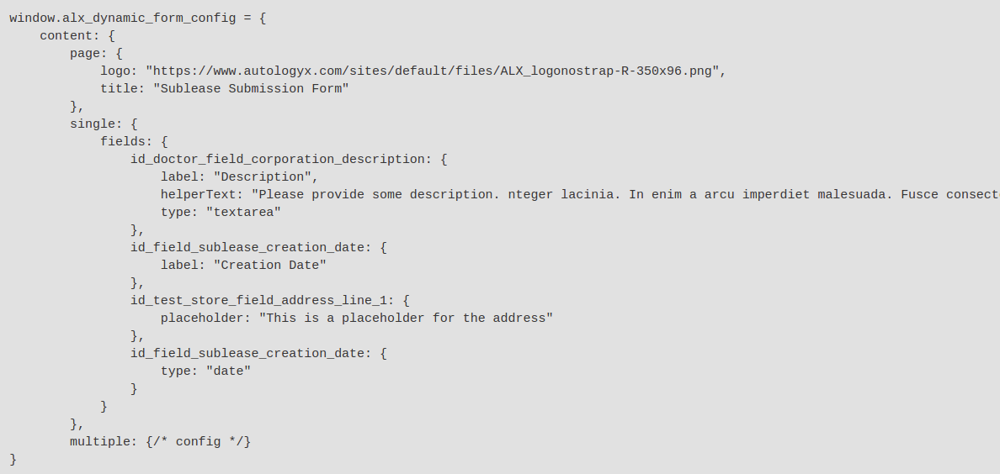 window.alx_dynamic_form_config = {
    content: {
        page: {
            logo: "https://www.autologyx.com/sites/default/files/ALX_logonostrap-R-350x96.png",
            title: "Sublease Submission Form"
        },
        single: {
            fields: {
                id_doctor_field_corporation_description: {
                    label: "Description",
                    helperText: "Please provide some description. nteger lacinia. In enim a arcu imperdiet malesuada. Fusce consect
                    type: "textarea"
                },
                id_field_sublease_creation_date: {
                    label: "Creation Date"
                },
                id_test_store_field_address_line_1: {
                    placeholder: "This is a placeholder for the address"
                },
                id_field_sublease_creation_date: {
                    type: "date"
                }
            }
        },
        multiple: {/* config */}
}